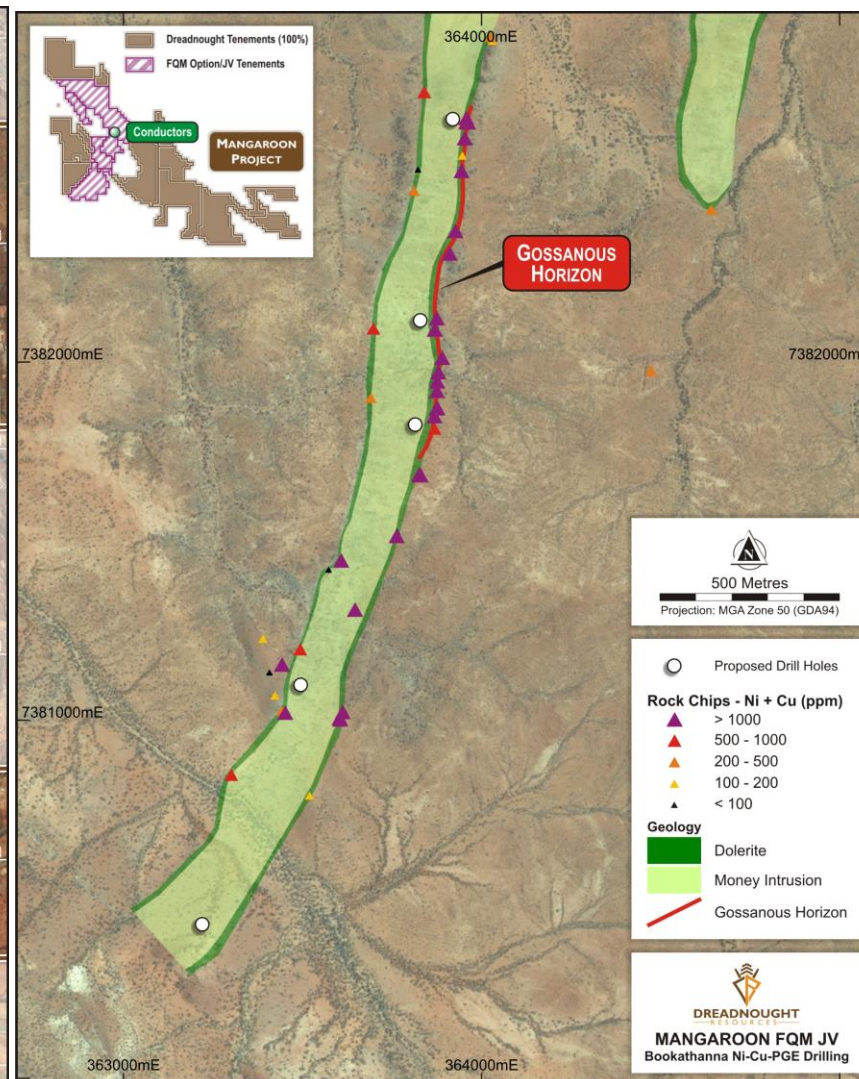 364000mE
Dreadnought Tenements (100%)
FQM Option/JV Tenements
Conductors
MANGAROON
PROJECT
GOSSANOUS
HORIZON
7382000mE
7382000m
N
500 Metres
Projection: MGA Zone 50 (GDA94)
Proposed Drill Holes
Rock Chips - Ni + Cu (ppm)
> 1000
500 - 1000
200 - 500
100 - 200
< 100
7381000mE
Geology
Dolerite
Money Intrusion
Gossanous Horizon
DREADNOUGHT
RESOURCES
MANGAROON FQM JV
Bookathanna Ni-Cu-PGE Drilling
363000mE
364000mE